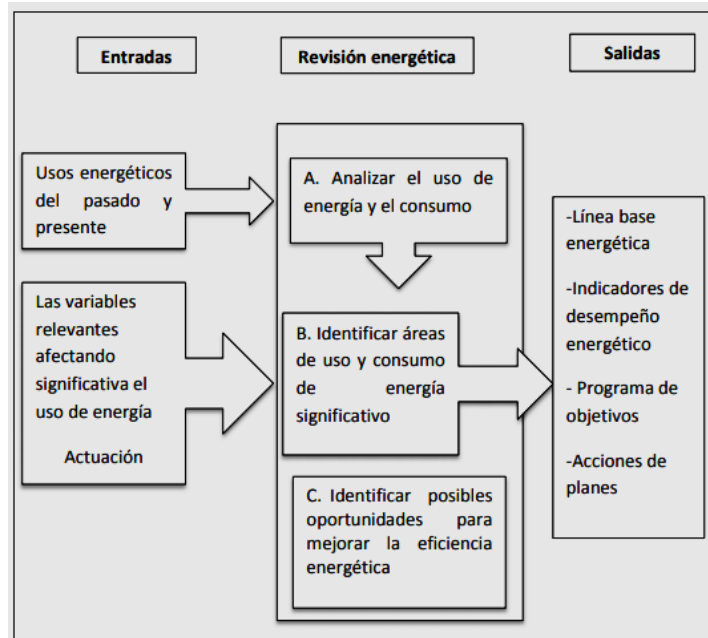 Entradas
Revisión energética
Salidas
Usos energéticos
del pasado y
presente
Las variables
relevantes
afectando
significativa el
uso de energía
Actuación
A. Analizar el uso de
energía y el consumo
B. Identificar áreas
de uso y consumo
de energía
significativo
C. Identificar posibles
oportunidades para
mejorar la eficiencia
energética
-Línea base
energética
-Indicadores de
desempeño
energético
- Programa de
objetivos
-Acciones de
planes